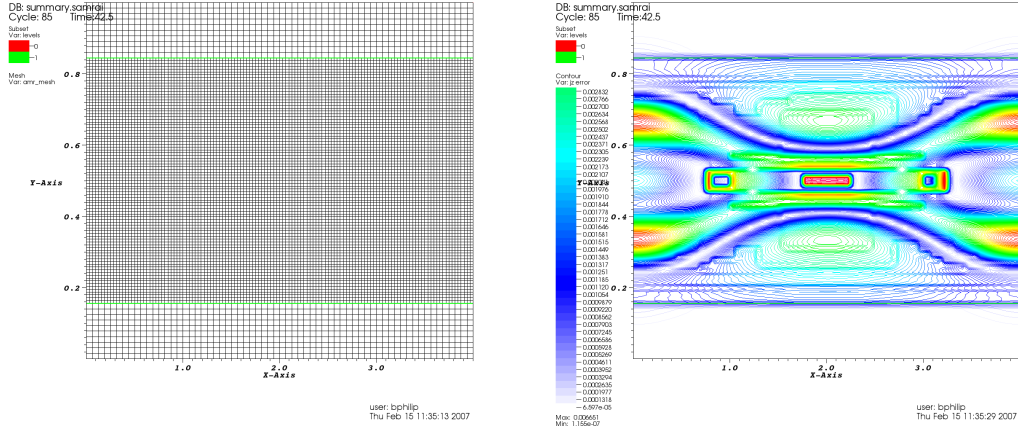 DB: summary.samrai
Cycle: 85 Time:42.5
Subset
Var: levels
0
1
Mesh
Var: amr_mesh
0.8
0.6
Y-Axis
0.4
0.2
1.0 2.0 3.0
X-Axis
user: bphilip
Thu Feb 15 11:35:13 2007
DB: summary.samrai
Cycle: 85 Time:42.5
Subset
Var: levels
0
1
Contour
Var: jz error
0.002832
0.002766
0.002700
0.002634
0.002568
0.002502
0.002437
0.002371
0.002305
0.002239
0.002173
0.002107
0.001976
0.001910
0.001844
0.001778
0.001712
0.001646
0.001581
0.001515
0.001449
0.001383
0.001317
0.001251
0.001185
0.001120
0.001054
0.0009879
0.0009220
0.0008562
0.0007903
0.0007245
0.0006586
0.0005928
0.0005269
0.0004611
0.0003952
0.0003294
0.0002635
0.0001977
0.0001318
6.597e-05
Max: 0.006651
Min: 1.155e-07
0.8
0.6
Y-Axis
0.4
0.2
1.0 2.0 3.0
X-Axis
user: bphilip
Thu Feb 15 11:35:29 2007